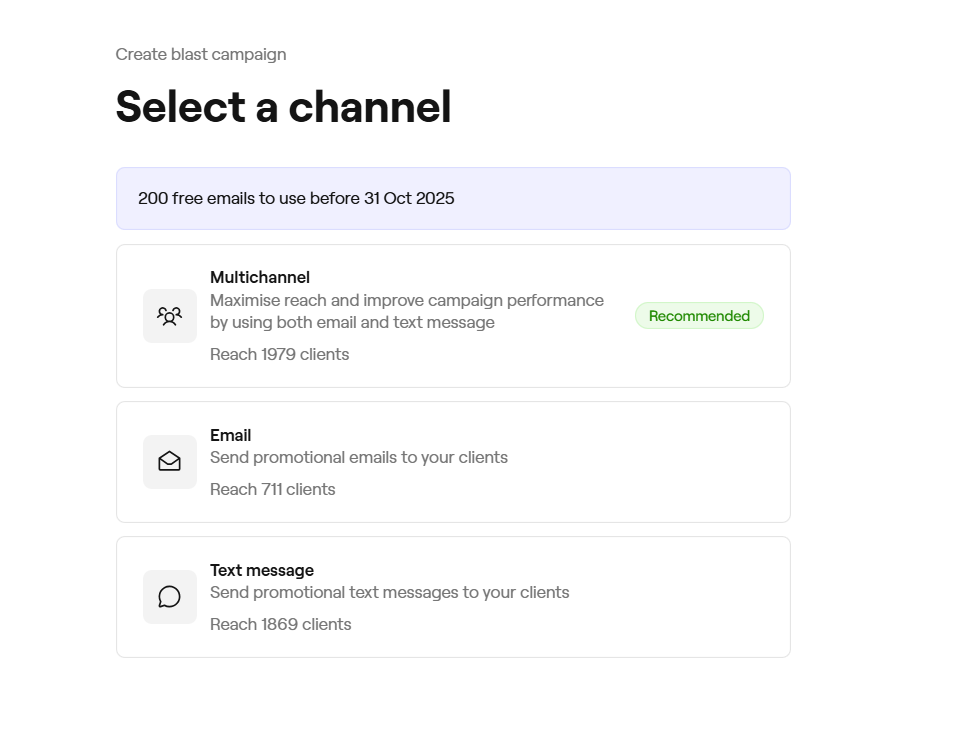 Create blast campaign
Select a channel
200 free emails to use before 31 Oct 2025
Multichannel
Maximise reach and improve campaign performance
by using both email and text message
Recommended
Reach 1979 clients
Email
Send promotional emails to your clients
Reach 711 clients
Text message
Send promotional text messages to your clients
Reach 1869 clients